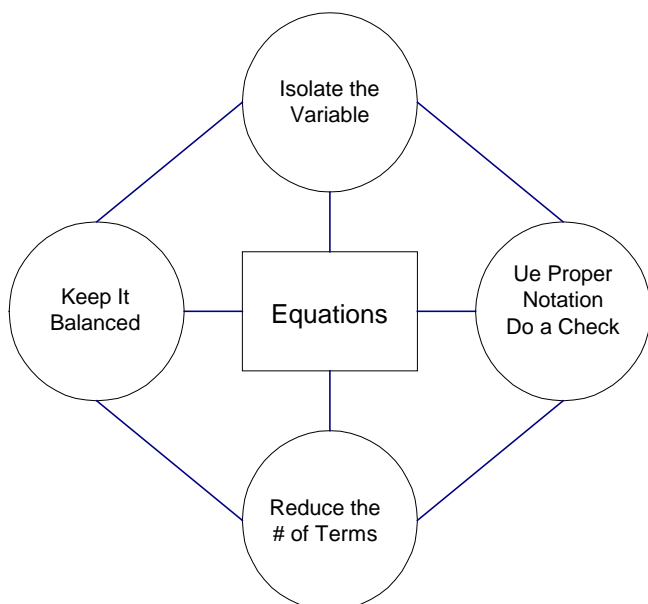 Isolate the
Variable
Keep It
Balanced
Equations
Ue Proper
Notation
Do a Check
Reduce the
# of Terms